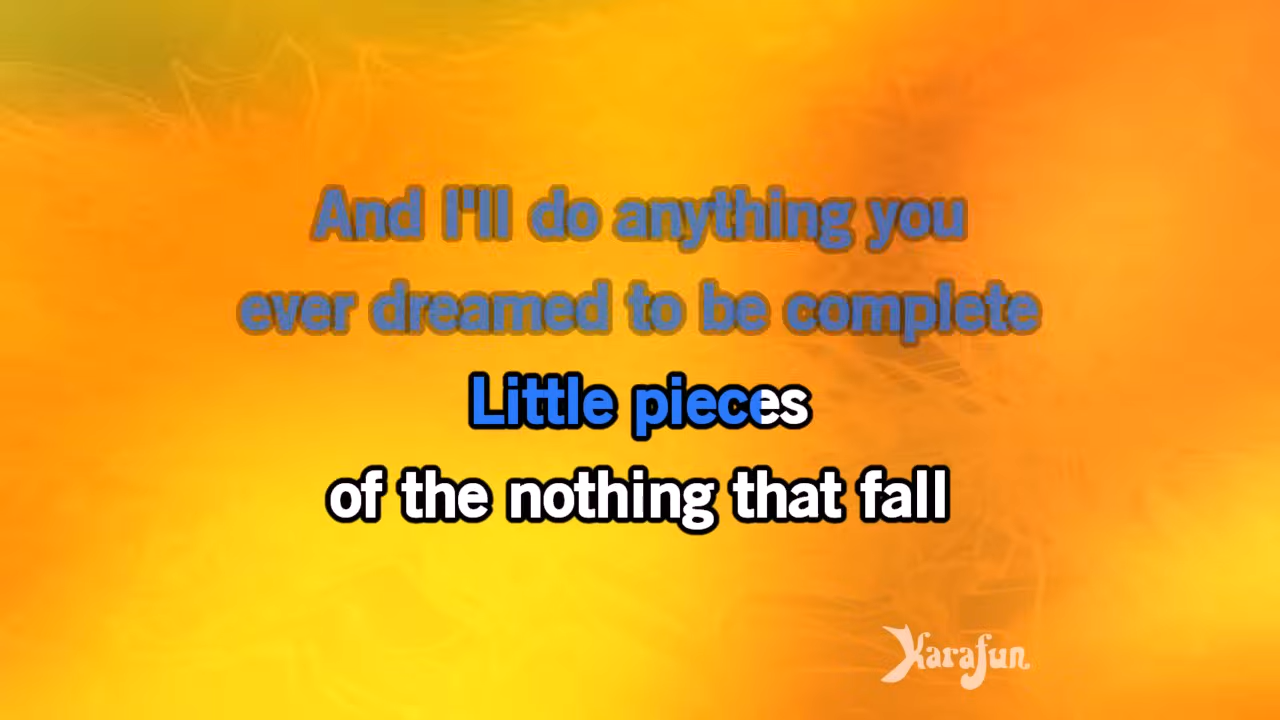 And I'll do anything you
ever dreamed to be complete
Little pieces
of the nothing that fall
Karafun